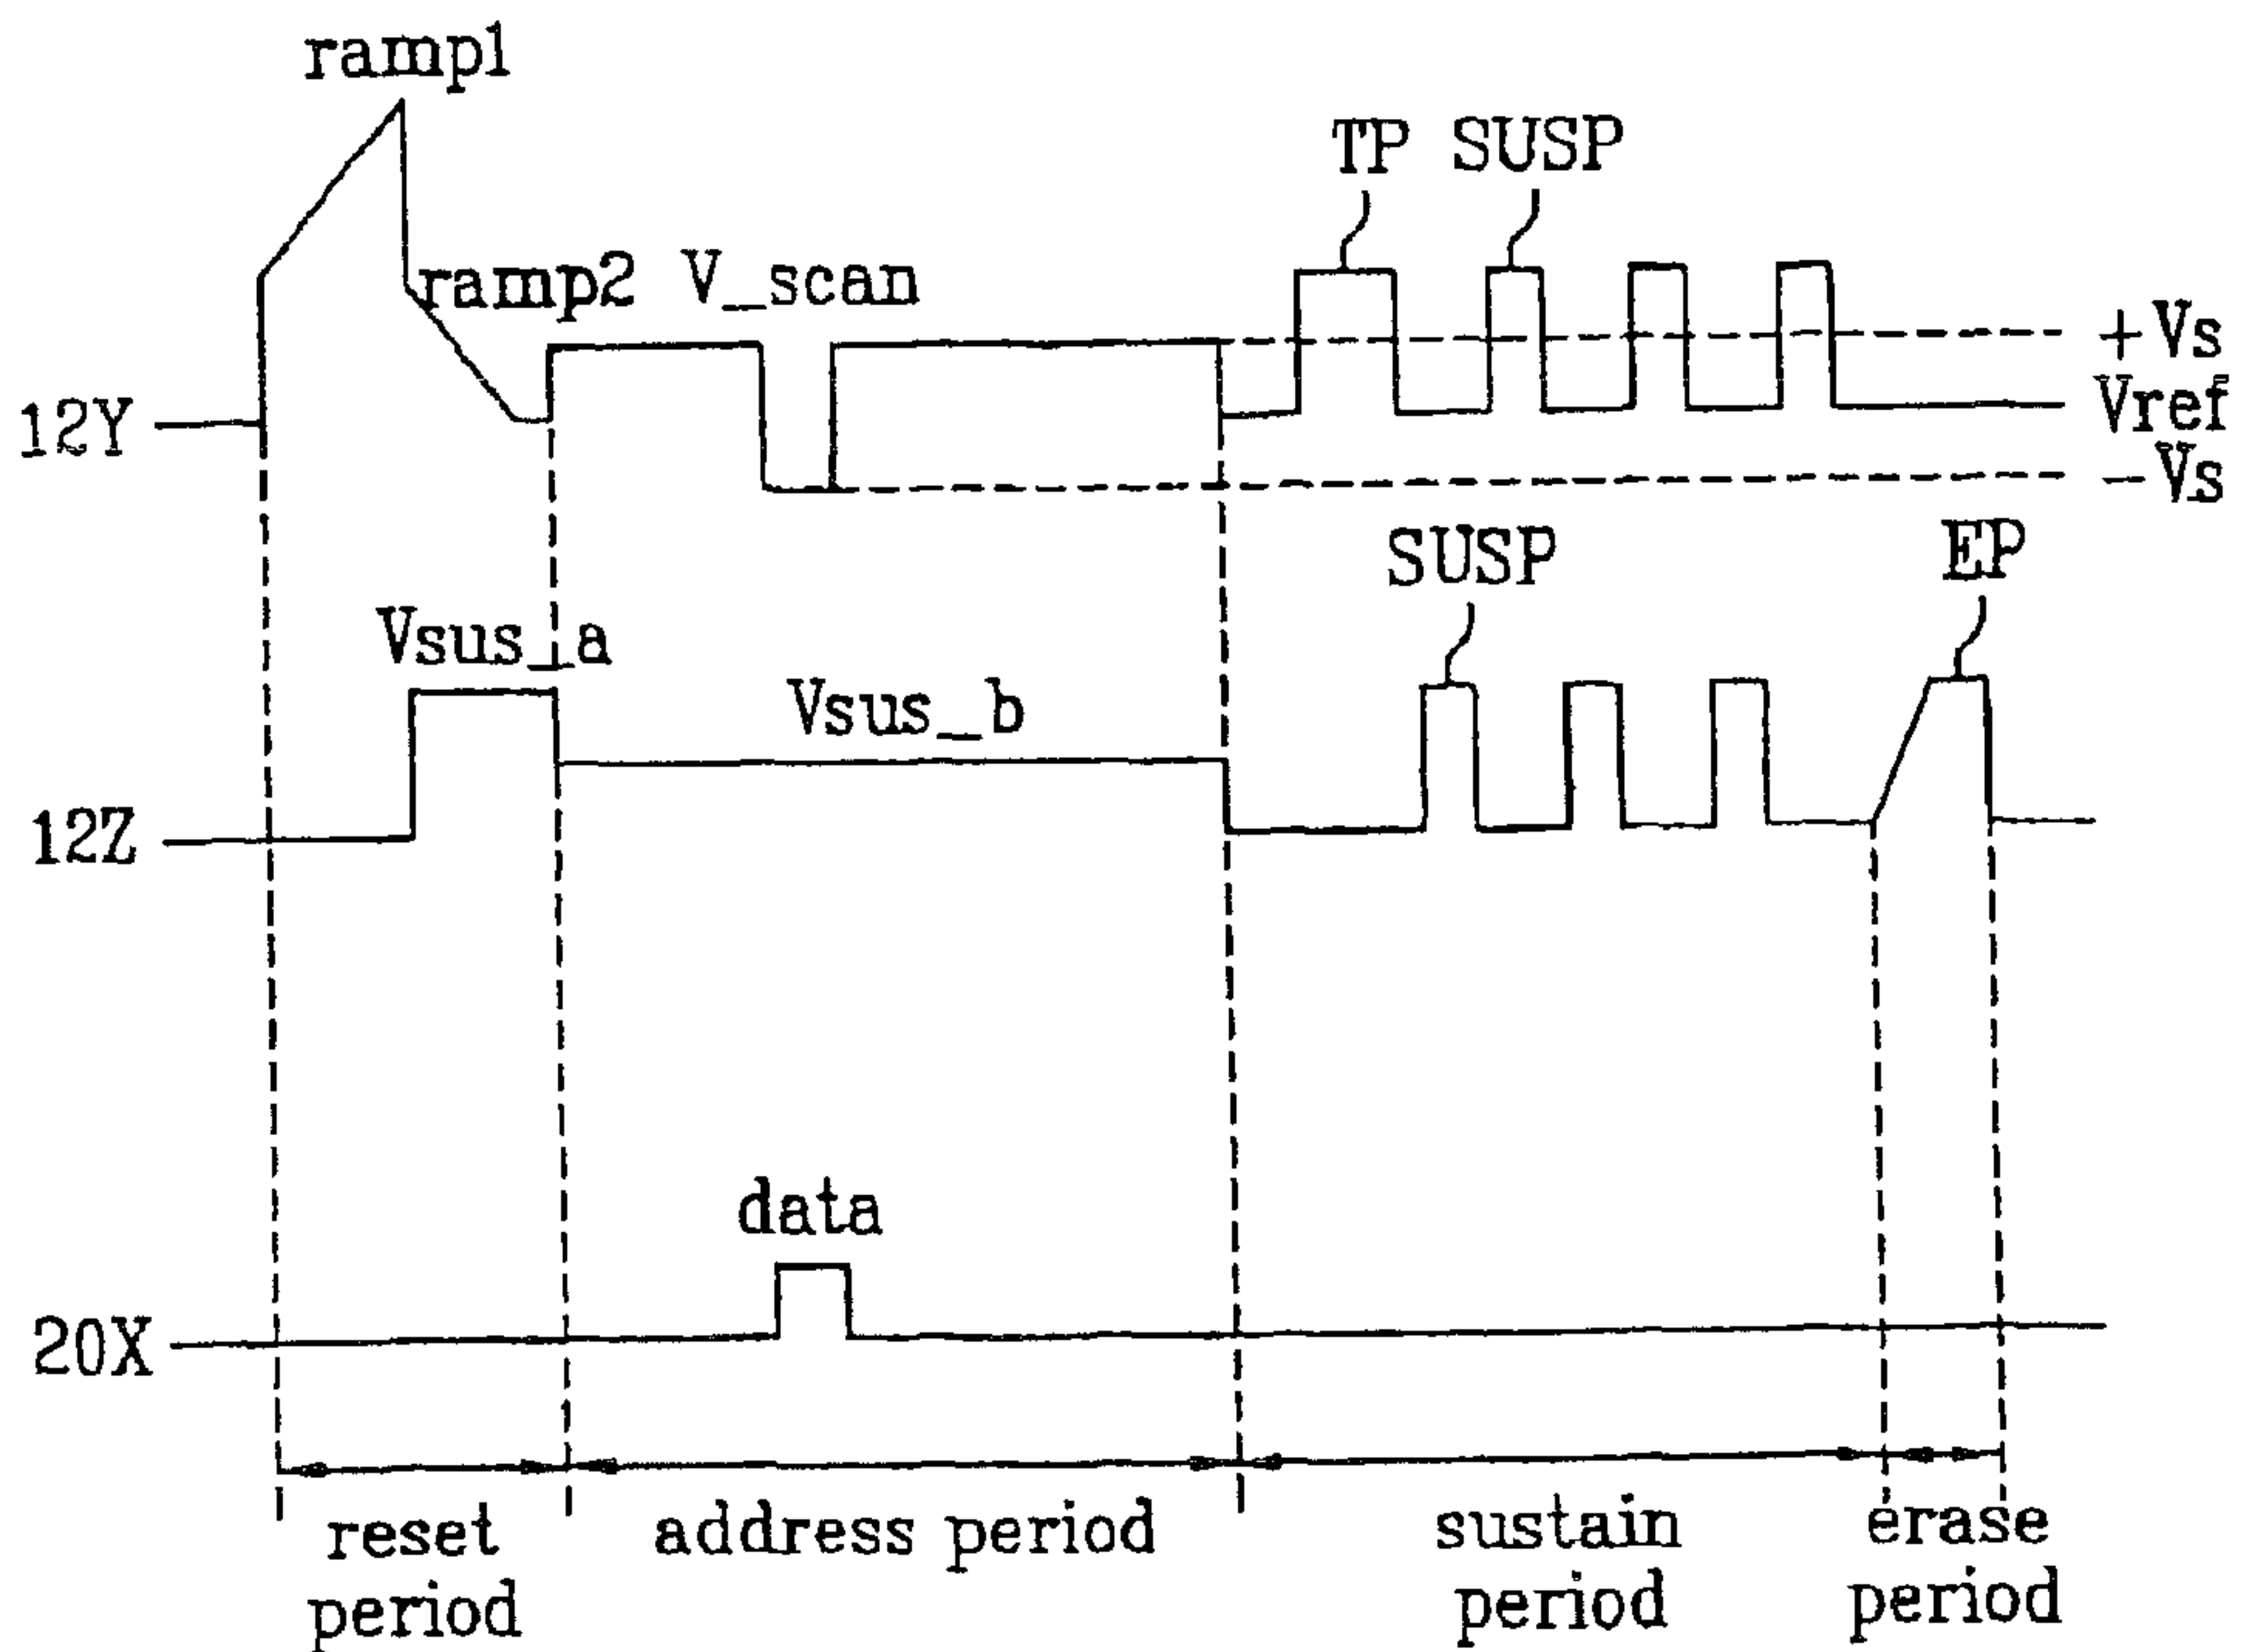 ramp1
TP SUSP
ramp2 V_scan
+Vs
12Y
Vref
-Vs
SUSP
EP
Vsus_a
Vsus_b
12Z
data
20X
reset period
address period
sustain period
erase period